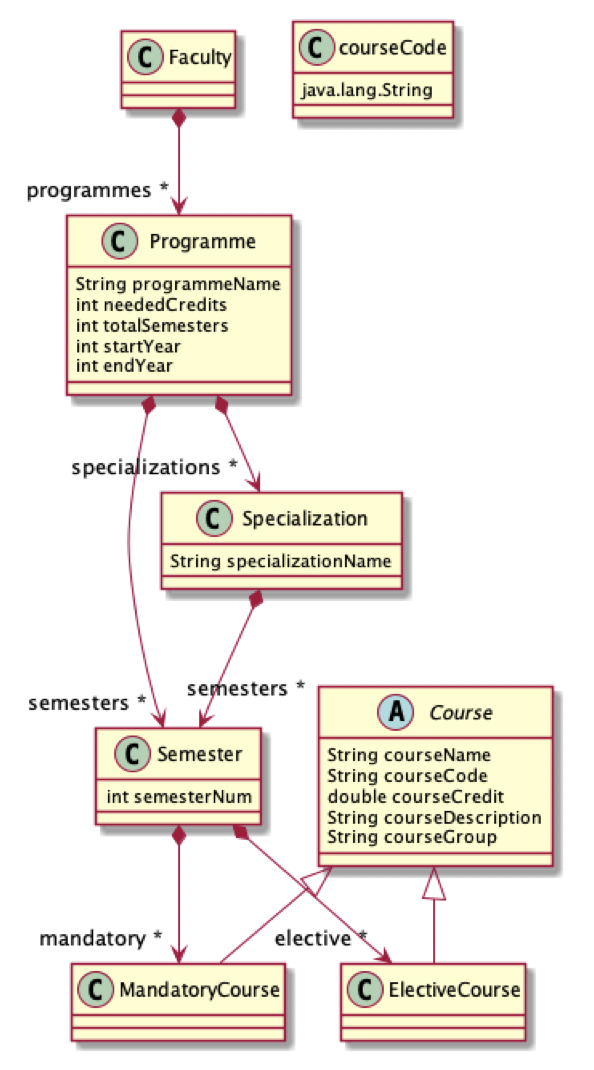 C Faculty
C courseCode
java.lang.String
programmes *
C Programme
String programmeName
int neededCredits
int totalSemesters
int startYear
int endYear
specializations *
C Specialization
String specializationName
semesters *
semesters *
C Semester
int semesterNum
A Course
String courseName
String courseCode
double courseCredit
String courseDescription
String courseGroup
mandatory *
elective *
C MandatoryCourse
C ElectiveCourse